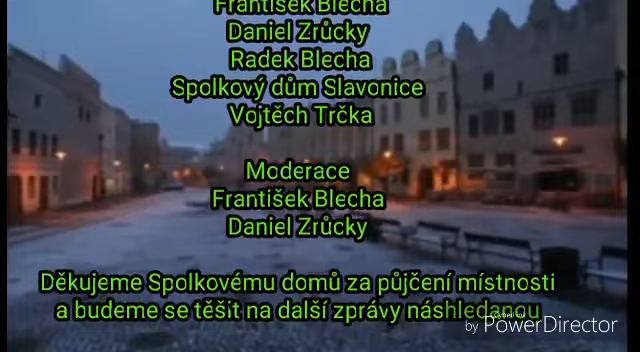 František Blecha
Daniel Zrůcky
Radek Blecha
Spolkový dům Slavonice
Vojtěch Trčka
Moderace
František Blecha
Daniel Zrůcky
Děkujeme Spolkovému domů za půjčení místnosti
a budeme se těšit na další zprávy náshledanou
by PowerDirector